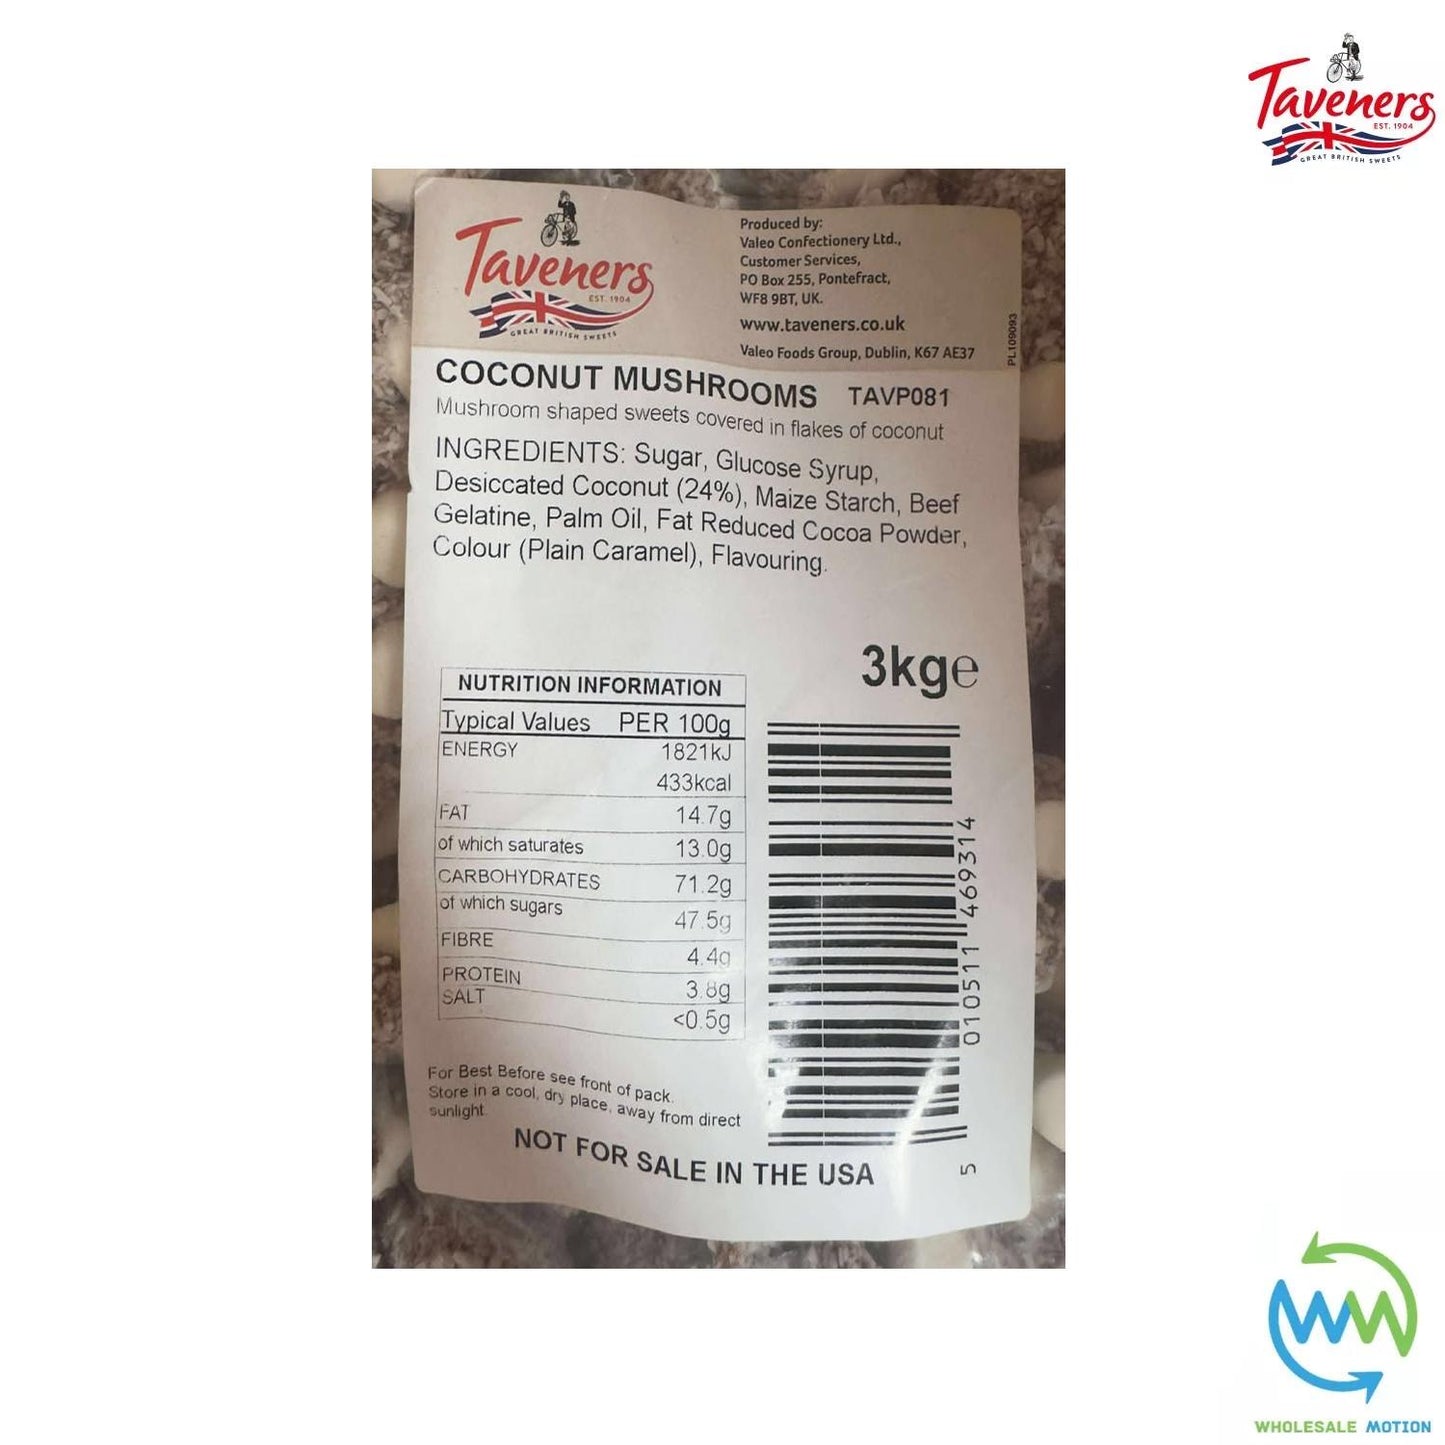 Taveners
EST. 1904
GREAT BRITISH SWEETS
Taveners
EST. 1904
GREAT BRITISH SWEETS
Produced by:
Valeo Confectionery Ltd.,
Customer Services,
PO Box 255, Pontefract,
WF8 9BT, UK.
www.taveners.co.uk
Valeo Foods Group, Dublin, K67 AE37
PL109093
COCONUT MUSHROOMS TAVP081
Mushroom shaped sweets covered in flakes of coconut
INGREDIENTS: Sugar, Glucose Syrup,
Desiccated Coconut (24%), Maize Starch, Beef
Gelatine, Palm Oil, Fat Reduced Cocoa Powder,
Colour (Plain Caramel), Flavouring.
3kg℮
NUTRITION INFORMATION
Typical Values PER 100g
ENERGY 1821kJ
433kcal
FAT 14.7g
of which saturates 13.0g
CARBOHYDRATES 71.2g
of which sugars 47.5g
FIBRE 4.4g
PROTEIN 3.8g
SALT <0.5g
5 010511 469314
For Best Before see front of pack.
Store in a cool, dry place, away from direct
sunlight.
NOT FOR SALE IN THE USA
WM
WHOLESALE MOTION